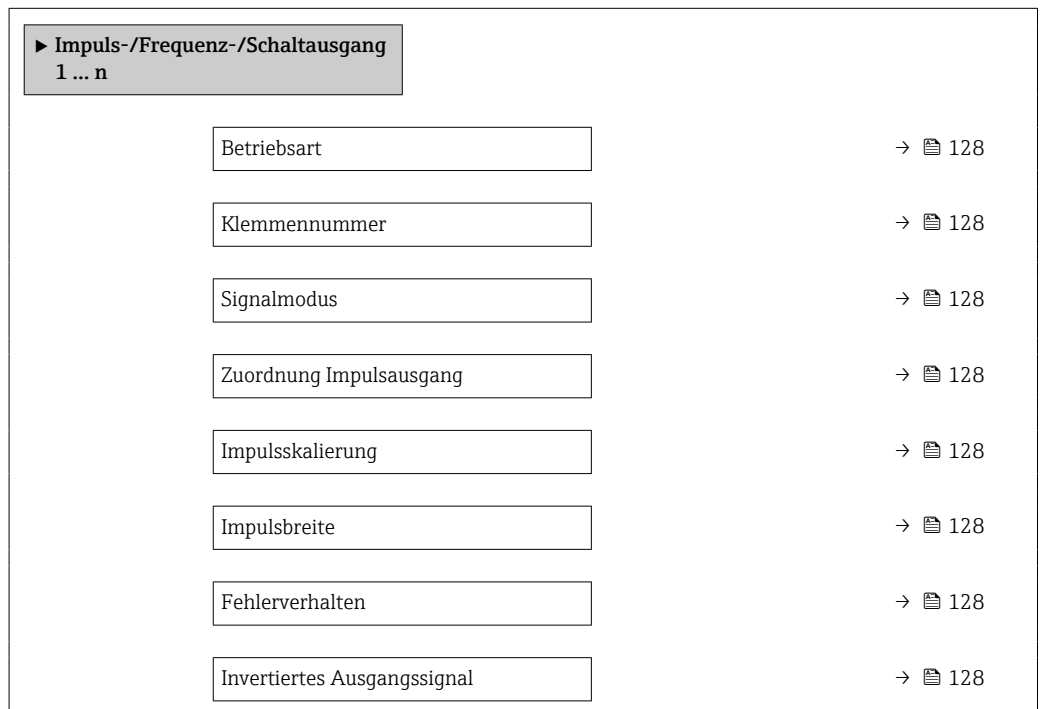 ▶ Impuls-/Frequenz-/Schaltausgang
1 ... n
Betriebsart → 128
Klemmennummer → 128
Signalmodus → 128
Zuordnung Impulsausgang → 128
Impulsskalierung → 128
Impulsbreite → 128
Fehlerverhalten → 128
Invertiertes Ausgangssignal → 128